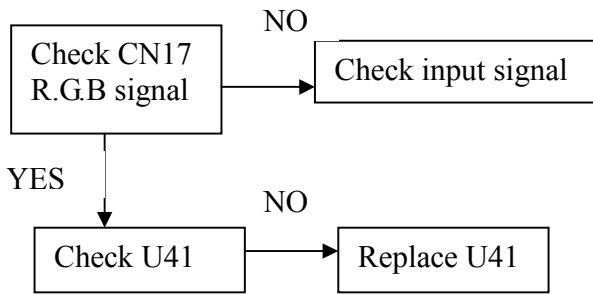 Check CN17
R.G.B signal
NO
Check input signal
YES
NO
Check U41
Replace U41